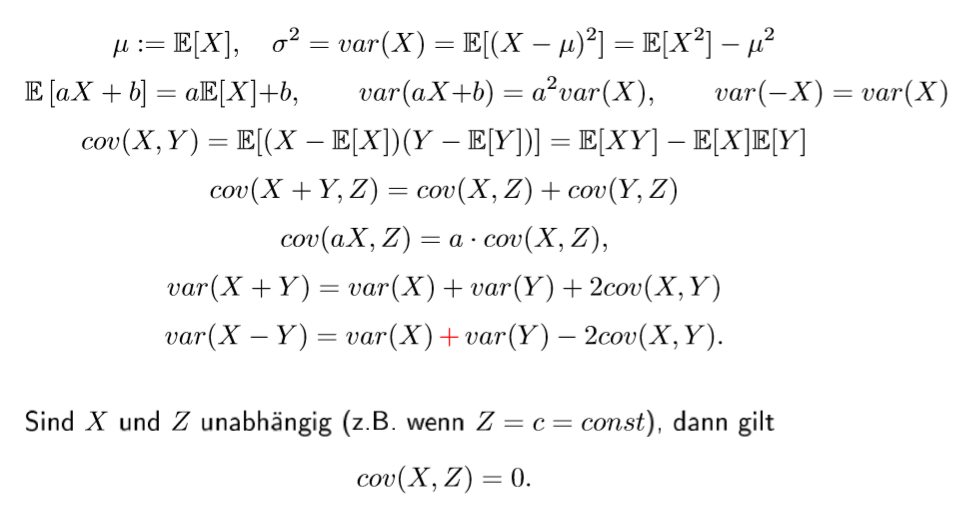 μ := 𝔼[X], σ² = var(X) = 𝔼[(X − μ)²] = 𝔼[X²] − μ²
𝔼[aX + b] = a𝔼[X]+b, var(aX+b) = a²var(X), var(−X) = var(X)
cov(X, Y) = 𝔼[(X − 𝔼[X])(Y − 𝔼[Y])] = 𝔼[XY] − 𝔼[X]𝔼[Y]
cov(X + Y, Z) = cov(X, Z) + cov(Y, Z)
cov(aX, Z) = a · cov(X, Z),
var(X + Y) = var(X) + var(Y) + 2cov(X, Y)
var(X − Y) = var(X) + var(Y) − 2cov(X, Y).
Sind X und Z unabhängig (z.B. wenn Z = c = const), dann gilt
cov(X, Z) = 0.